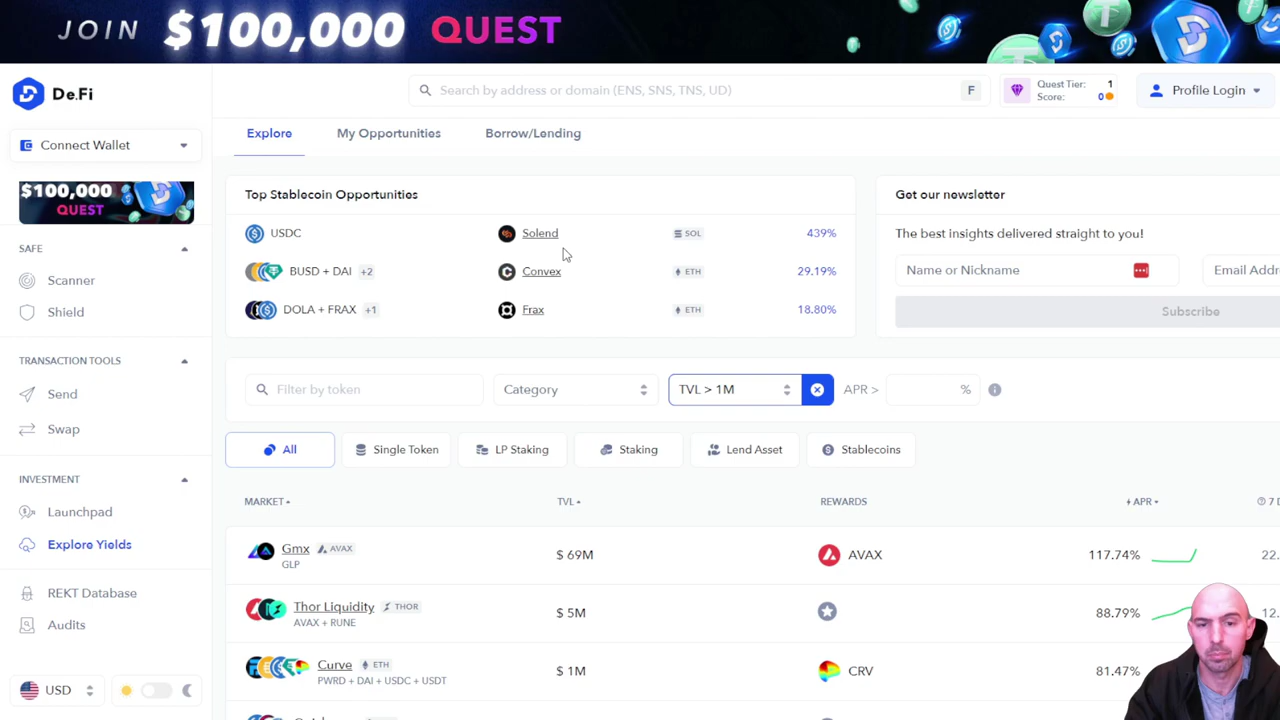 JOIN $100,000 QUEST
De.Fi
Search by address or domain (ENS, SNS, TNS, UD)
F
Quest Tier: 1
Score: 0
Profile Login
Connect Wallet
$100,000
QUEST
SAFE
Scanner
Shield
TRANSACTION TOOLS
Send
Swap
INVESTMENT
Launchpad
Explore Yields
REKT Database
Audits
USD
Explore
My Opportunities
Borrow/Lending
Top Stablecoin Opportunities
USDC
Solend
SOL
439%
BUSD + DAI +2
Convex
ETH
29.19%
DOLA + FRAX +1
Frax
ETH
18.80%
Get our newsletter
The best insights delivered straight to you!
Name or Nickname
Email Addr
Subscribe
Filter by token
Category
TVL > 1M
APR >
%
All
Single Token
LP Staking
Staking
Lend Asset
Stablecoins
MARKET
TVL
REWARDS
APR
7 D
Gmx AVAX
GLP
$ 69M
AVAX
117.74%
22.
Thor Liquidity THOR
AVAX + RUNE
$ 5M
88.79%
12.
Curve ETH
PWRD + DAI + USDC + USDT
$ 1M
CRV
81.47%